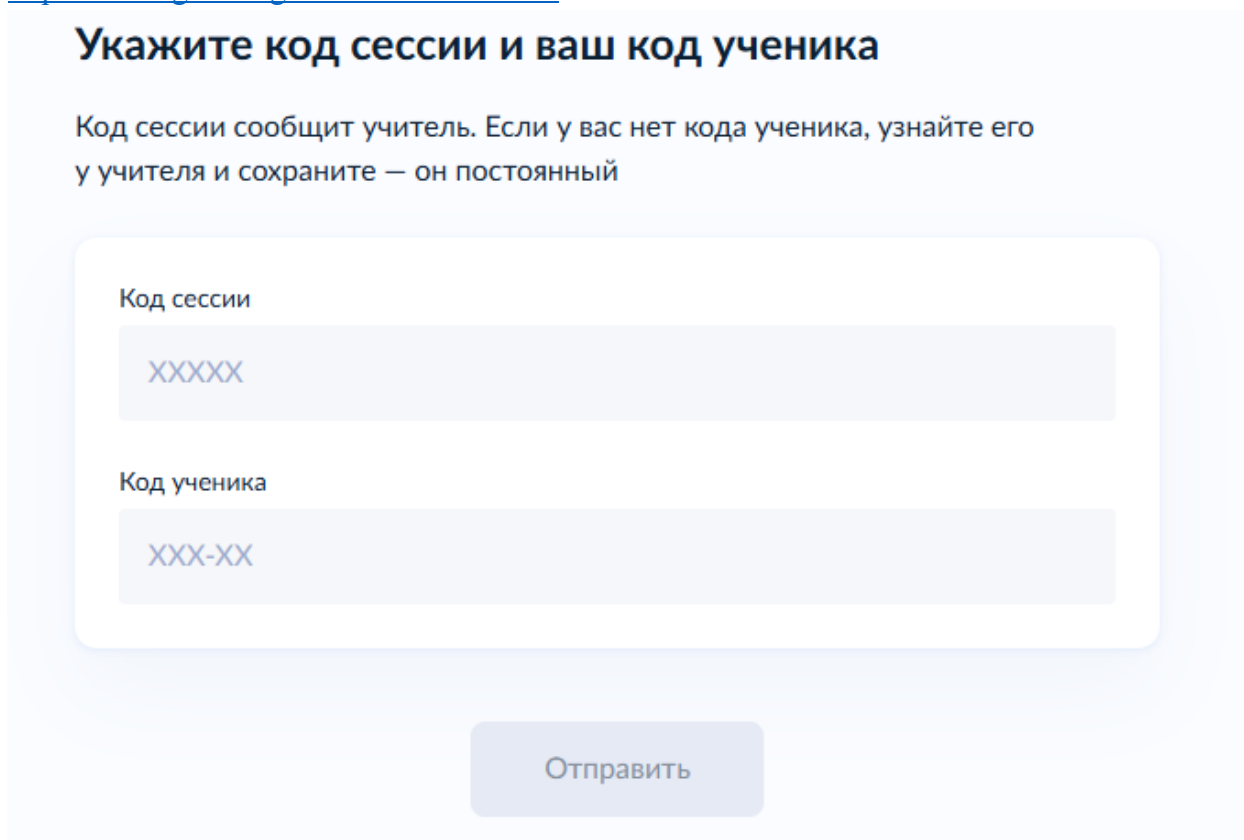 Укажите код сессии и ваш код ученика
Код сессии сообщит учитель. Если у вас нет кода ученика, узнайте его
у учителя и сохраните — он постоянный
Код сессии
XXXXX
Код ученика
XXX-XX
Отправить